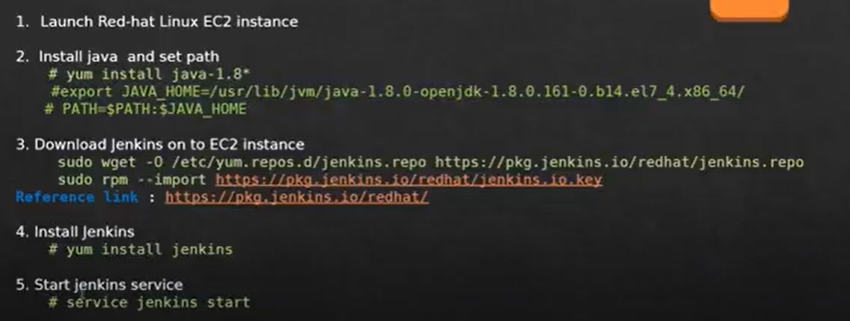 1. Launch Red-hat Linux EC2 instance
2. Install java and set path
# yum install java-1.8*
#export JAVA_HOME=/usr/lib/jvm/java-1.8.0-openjdk-1.8.0.161-0.b14.el7_4.x86_64/
# PATH=$PATH:$JAVA_HOME
3. Download Jenkins on to EC2 instance
sudo wget -O /etc/yum.repos.d/jenkins.repo https://pkg.jenkins.io/redhat/jenkins.repo
sudo rpm --import https://pkg.jenkins.io/redhat/jenkins.io.key
Reference link : https://pkg.jenkins.io/redhat/
4. Install Jenkins
# yum install jenkins
5. Start jenkins service
# service jenkins start